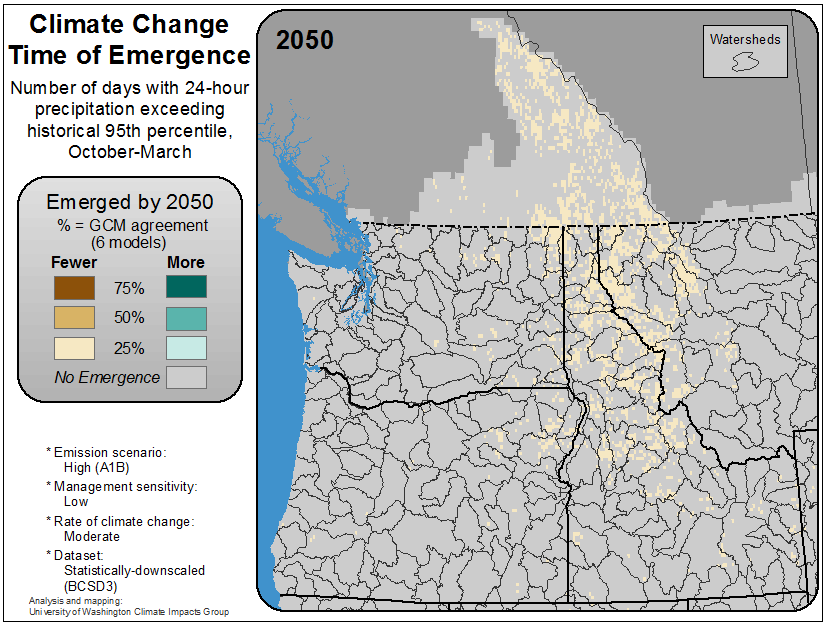 Climate Change
Time of Emergence
Number of days with 24-hour
precipitation exceeding
historical 95th percentile,
October-March
Emerged by 2050
% = GCM agreement
(6 models)
Fewer More
75%
50%
25%
No Emergence
* Emission scenario:
High (A1B)
* Management sensitivity:
Low
* Rate of climate change:
Moderate
* Dataset:
Statistically-downscaled
(BCSD3)
Analysis and mapping:
University of Washington Climate Impacts Group
2050
Watersheds